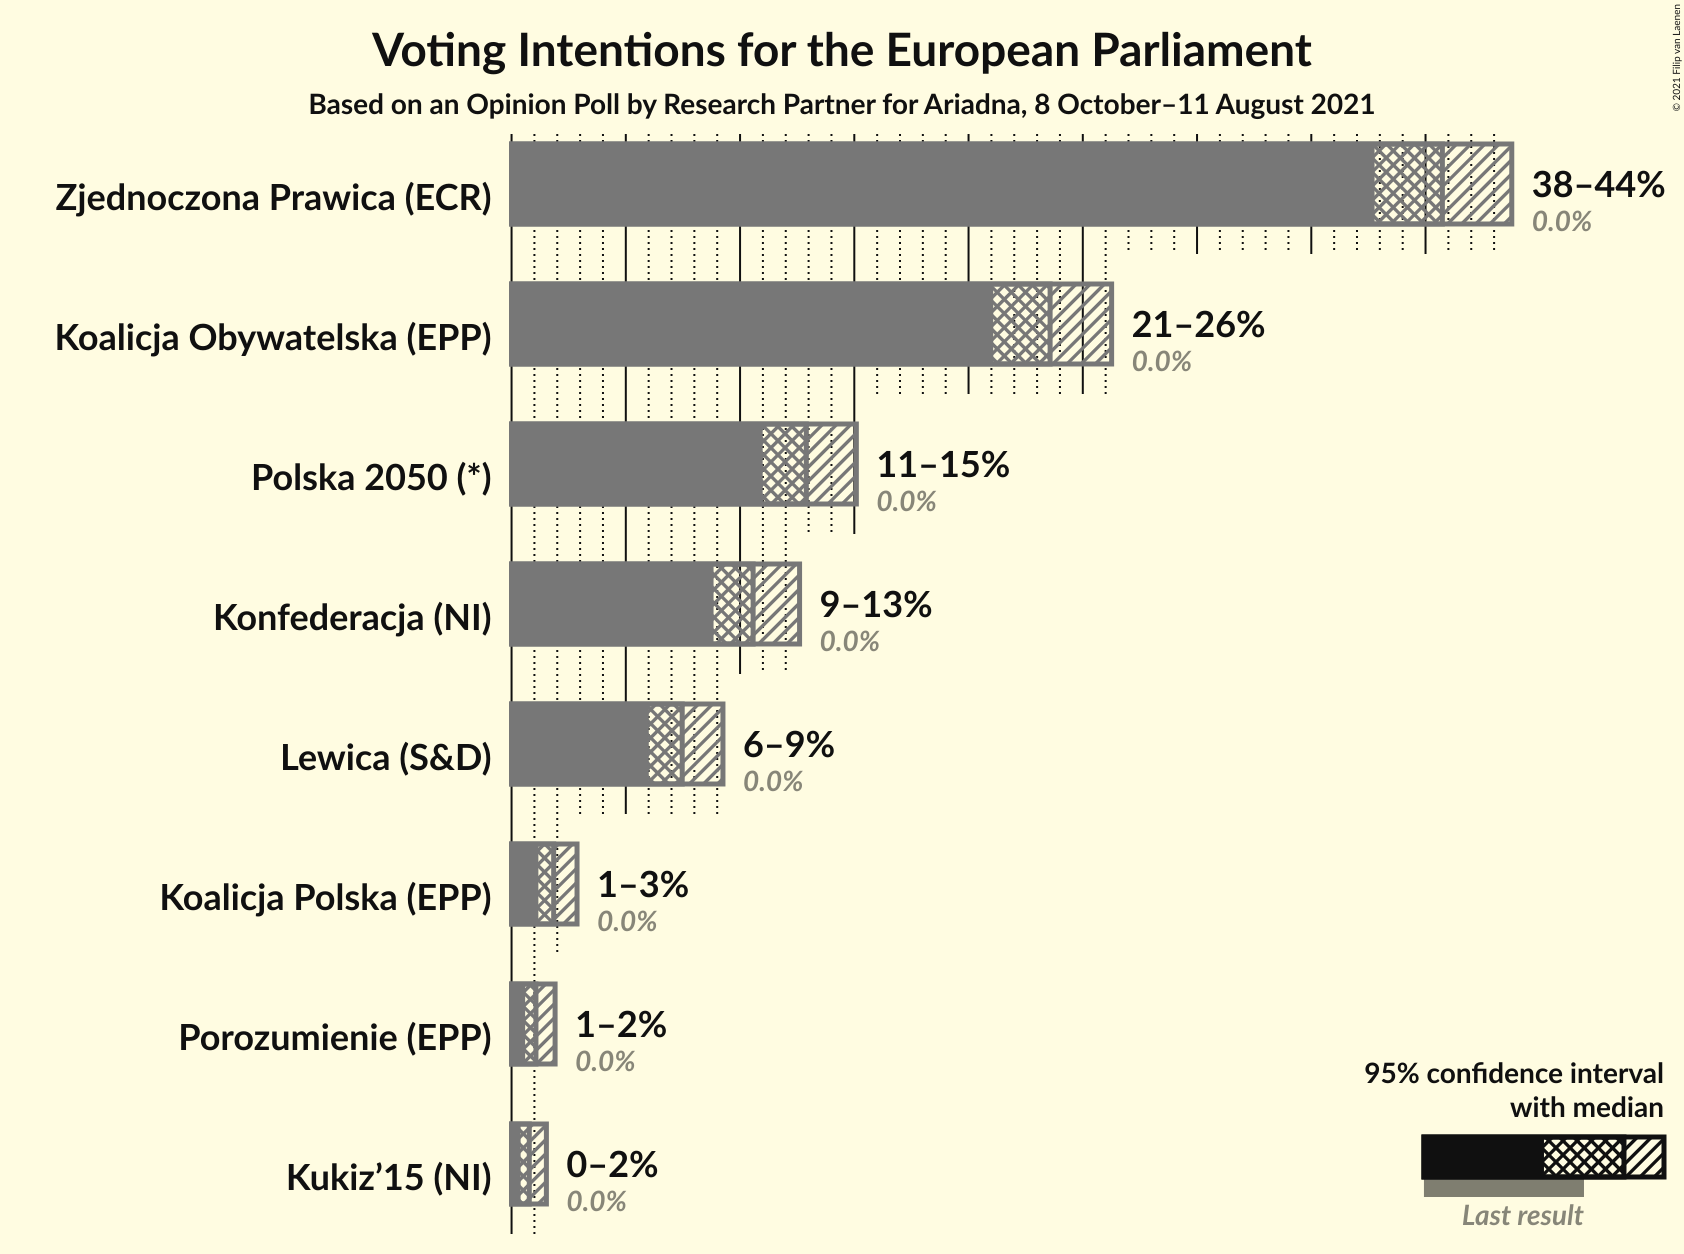 Voting Intentions for the European Parliament
Based on an Opinion Poll by Research Partner for Ariadna, 8 October–11 August 2021
© 2021 Filip van Laenen
Zjednoczona Prawica (ECR)
38–44%
0.0%
Koalicja Obywatelska (EPP)
21–26%
0.0%
Polska 2050 (*)
11–15%
0.0%
Konfederacja (NI)
9–13%
0.0%
Lewica (S&D)
6–9%
0.0%
Koalicja Polska (EPP)
1–3%
0.0%
Porozumienie (EPP)
1–2%
0.0%
Kukiz’15 (NI)
0–2%
0.0%
95% confidence interval
with median
Last result